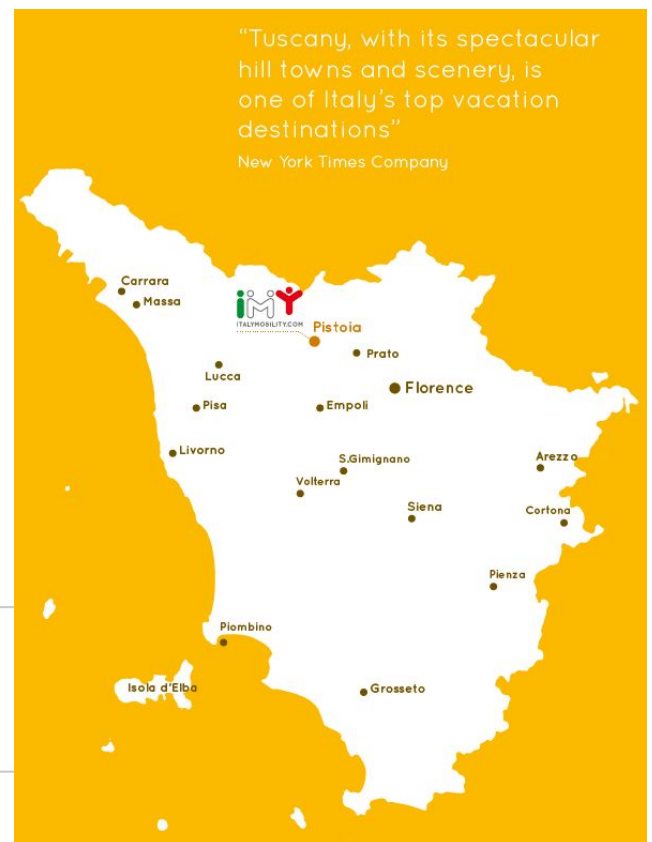 “Tuscany, with its spectacular
hill towns and scenery, is
one of Italy’s top vacation
destinations”
New York Times Company
Carrara
Massa
iMY
ITALYMOBILITY.COM
Pistoia
Prato
Lucca
Florence
Pisa
Empoli
Livorno
S.Gimignano
Arezzo
Volterra
Siena
Cortona
Pienza
Piombino
Isola d'Elba
Grosseto